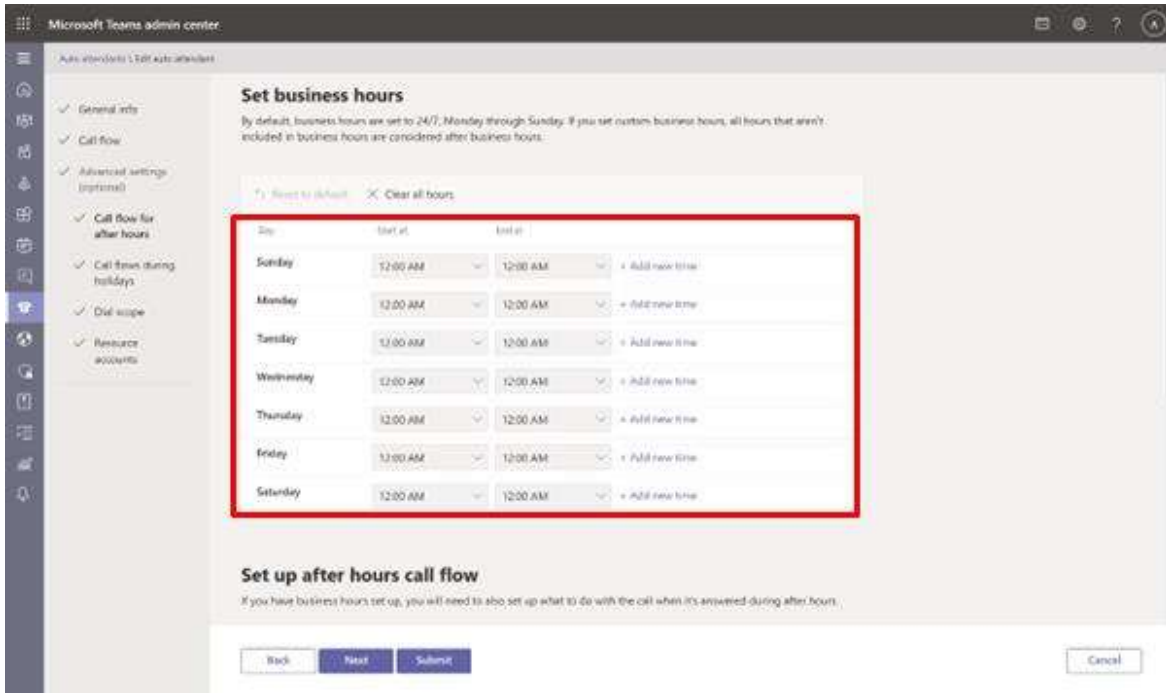 Microsoft Teams admin center
Auto attendants \ Edit auto attendant
General info
Call flow
Advanced settings
(optional)
Call flow for
after hours
Call flows during
holidays
Dial scope
Resource
accounts
Set business hours
By default, business hours are set to 24/7, Monday through Sunday. If you set custom business hours, all hours that aren't
included in business hours are considered after business hours.
Reset to default × Clear all hours
Day Start at End at
Sunday 12:00 AM 12:00 AM + Add new time
Monday 12:00 AM 12:00 AM + Add new time
Tuesday 12:00 AM 12:00 AM + Add new time
Wednesday 12:00 AM 12:00 AM + Add new time
Thursday 12:00 AM 12:00 AM + Add new time
Friday 12:00 AM 12:00 AM + Add new time
Saturday 12:00 AM 12:00 AM + Add new time
Set up after hours call flow
If you have business hours set up, you will need to also set up what to do with the call when it's answered during after hours.
Back Next Submit Cancel